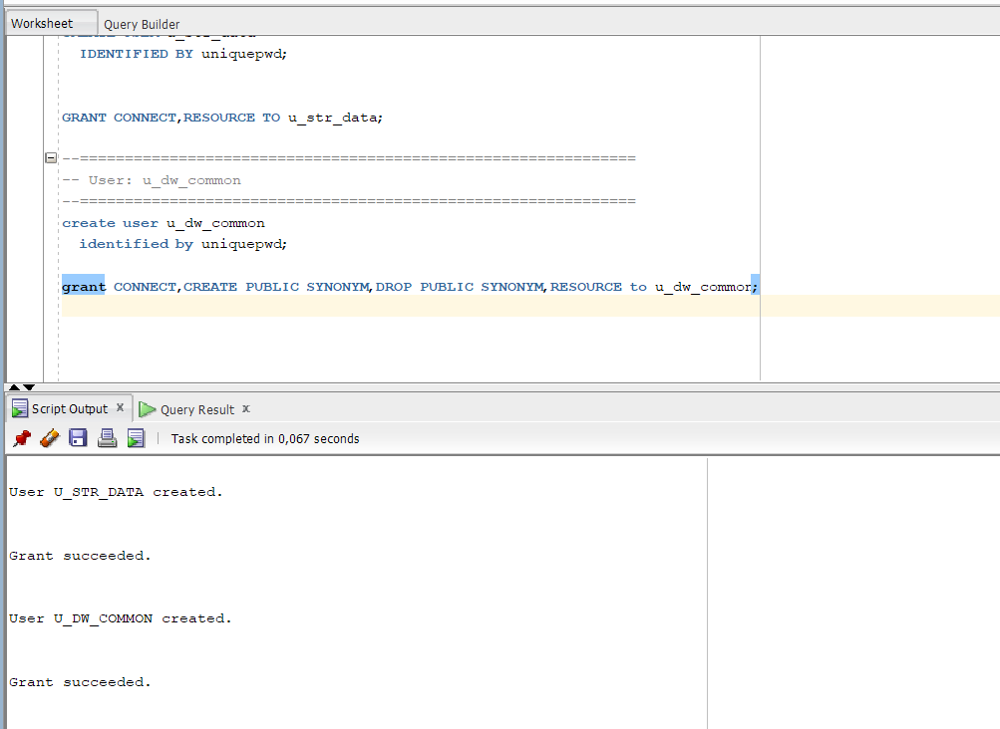 Worksheet Query Builder
IDENTIFIED BY uniquepwd;
GRANT CONNECT,RESOURCE TO u_str_data;
--==============================================================
-- User: u_dw_common
--==============================================================
create user u_dw_common
identified by uniquepwd;
grant CONNECT,CREATE PUBLIC SYNONYM,DROP PUBLIC SYNONYM,RESOURCE to u_dw_common;
Script Output x Query Result x
Task completed in 0,067 seconds
User U_STR_DATA created.
Grant succeeded.
User U_DW_COMMON created.
Grant succeeded.